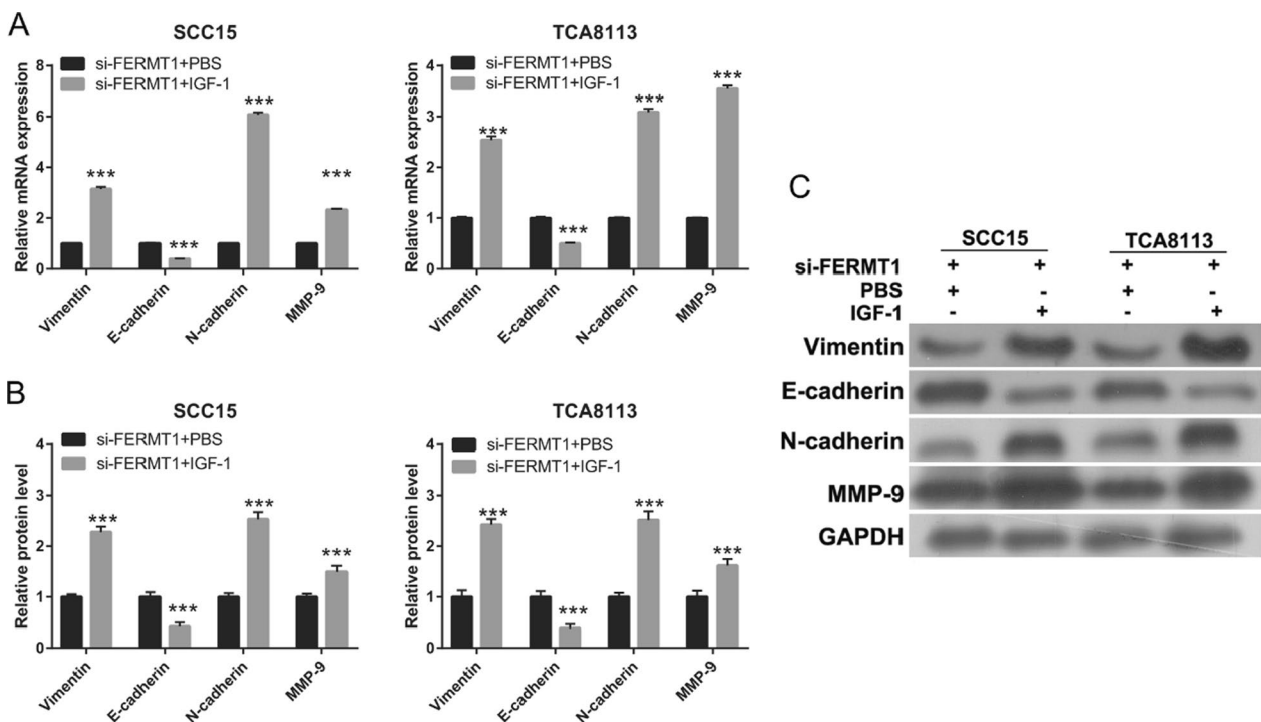 A
SCC15
si-FERMT1+PBS
si-FERMT1+IGF-1
Relative mRNA expression
8
6
4
2
0
***
***
***
***
Vimentin
E-cadherin
N-cadherin
MMP-9
TCA8113
si-FERMT1+PBS
si-FERMT1+IGF-1
Relative mRNA expression
4
3
2
1
0
***
***
***
***
Vimentin
E-cadherin
N-cadherin
MMP-9
B
SCC15
si-FERMT1+PBS
si-FERMT1+IGF-1
Relative protein level
4
3
2
1
0
***
***
***
***
Vimentin
E-cadherin
N-cadherin
MMP-9
TCA8113
si-FERMT1+PBS
si-FERMT1+IGF-1
Relative protein level
4
3
2
1
0
***
***
***
***
Vimentin
E-cadherin
N-cadherin
MMP-9
C
SCC15 TCA8113
si-FERMT1 + + + +
PBS + - + -
IGF-1 - + - +
Vimentin
E-cadherin
N-cadherin
MMP-9
GAPDH